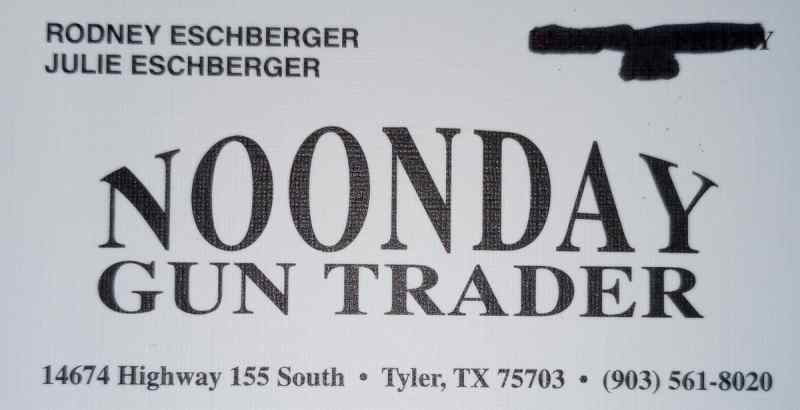 RODNEY ESCHBERGER
JULIE ESCHBERGER
NOONDAY
GUN TRADER
14674 Highway 155 South • Tyler, TX 75703 • (903) 561-8020